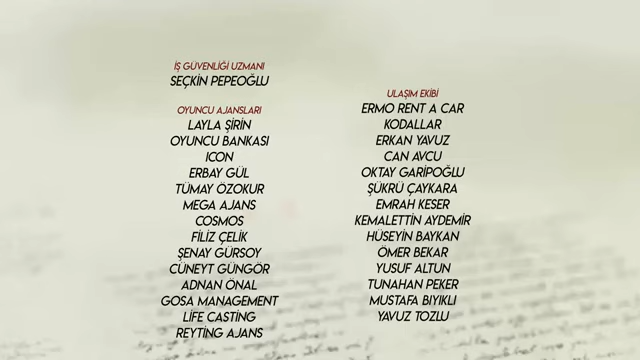 İŞ GÜVENLİĞİ UZMANI
SEÇKİN PEPEOĞLU
OYUNCU AJANSLARI
LAYLA ŞİRİN
OYUNCU BANKASI
ICON
ERBAY GÜL
TÜMAY ÖZOKUR
MEGA AJANS
COSMOS
FİLİZ ÇELİK
ŞENAY GÜRSOY
CÜNEYT GÜNGÖR
ADNAN ÖNAL
GOSA MANAGEMENT
LİFE CASTİNG
REYTİNG AJANS
ULAŞIM EKİBİ
ERMO RENT A CAR
KODALLAR
ERKAN YAVUZ
CAN AVCU
OKTAY GARİPOĞLU
ŞÜKRÜ ÇAYKARA
EMRAH KESER
KEMALETTİN AYDEMİR
HÜSEYİN BAYKAN
ÖMER BEKAR
YUSUF ALTUN
TUNAHAN PEKER
MUSTAFA BIYIKLI
YAVUZ TOZLU